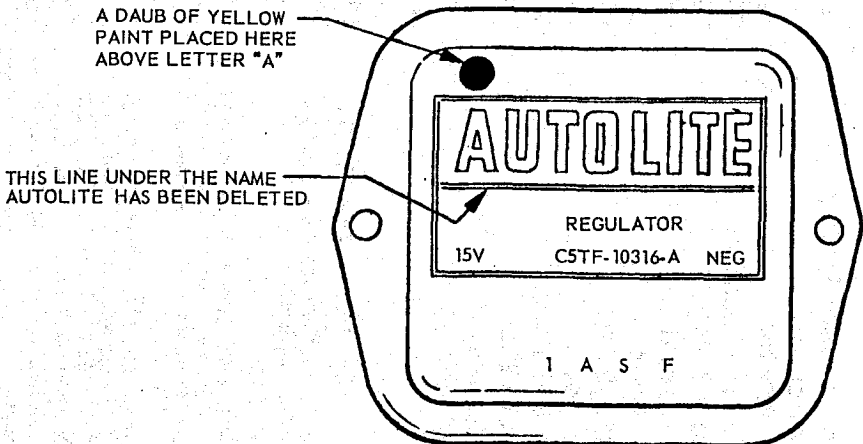 A DAUB OF YELLOW
PAINT PLACED HERE
ABOVE LETTER "A"
AUTOLITE
THIS LINE UNDER THE NAME
AUTOLITE HAS BEEN DELETED
REGULATOR
15V C5TF-10316-A NEG
1 A S F